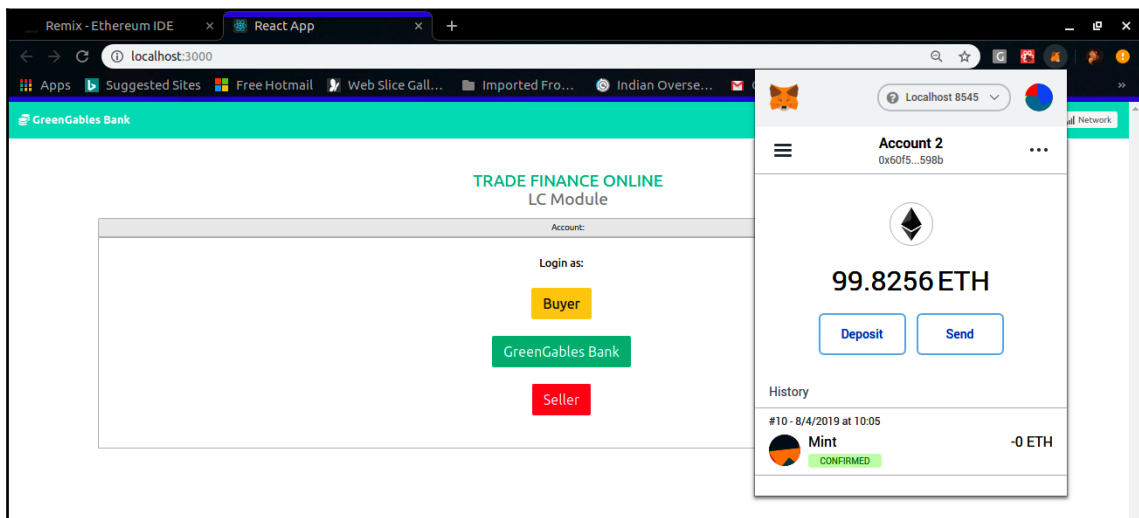 Remix - Ethereum IDE × React App × +
localhost:3000
Apps Suggested Sites Free Hotmail Web Slice Gall... Imported Fro... Indian Overse... »
GreenGables Bank
Network
TRADE FINANCE ONLINE
LC Module
Account:
Login as:
Buyer
GreenGables Bank
Seller
Localhost 8545
Account 2
0x60f5...598b
99.8256 ETH
Deposit Send
History
#10 - 8/4/2019 at 10:05
Mint -0 ETH
CONFIRMED